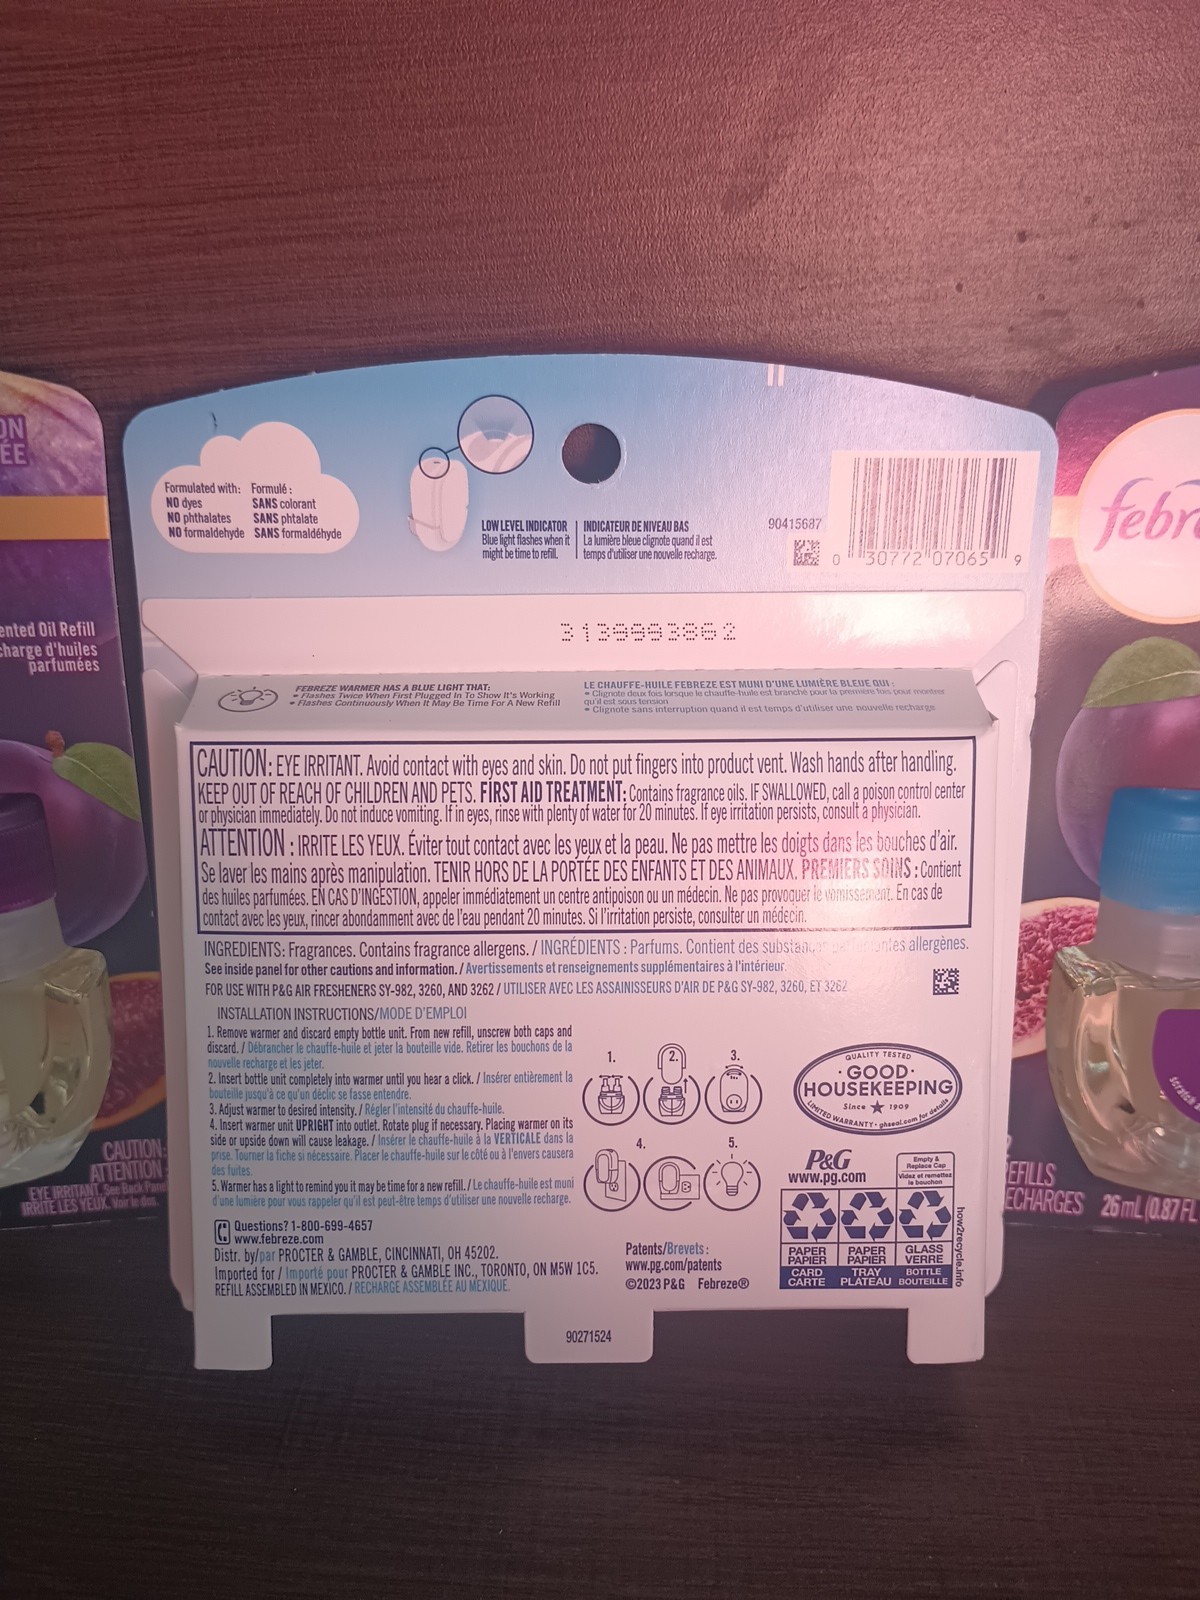 ON
ÉE
Formulated with: Formulé :
NO dyes SANS colorant
NO phthalates SANS phtalate
NO formaldehyde SANS formaldéhyde
LOW LEVEL INDICATOR
Blue light flashes when it
might be time to refill.
INDICATEUR DE NIVEAU BAS
La lumière bleue clignote quand il est
temps d'utiliser une nouvelle recharge.
90415687
0 30772 07065 9
febr
ented Oil Refill
charge d'huiles
parfumées
FEBREZE WARMER HAS A BLUE LIGHT THAT:
• Flashes Twice When First Plugged In To Show It's Working
• Flashes Continuously When It May Be Time For A New Refill
LE CHAUFFE-HUILE FEBREZE EST MUNI D'UNE LUMIÈRE BLEUE QUI :
• Clignote deux fois lorsque le chauffe-huile est branché pour la première fois pour montrer
qu'il est sous tension
• Clignote sans interruption quand il est temps d'utiliser une nouvelle recharge
CAUTION: EYE IRRITANT. Avoid contact with eyes and skin. Do not put fingers into product vent. Wash hands after handling.
KEEP OUT OF REACH OF CHILDREN AND PETS. FIRST AID TREATMENT: Contains fragrance oils. IF SWALLOWED, call a poison control center
or physician immediately. Do not induce vomiting. If in eyes, rinse with plenty of water for 20 minutes. If eye irritation persists, consult a physician.
ATTENTION : IRRITE LES YEUX. Éviter tout contact avec les yeux et la peau. Ne pas mettre les doigts dans les bouches d'air.
Se laver les mains après manipulation. TENIR HORS DE LA PORTÉE DES ENFANTS ET DES ANIMAUX. PREMIERS SOINS : Contient
des huiles parfumées. EN CAS D'INGESTION, appeler immédiatement un centre antipoison ou un médecin. Ne pas provoquer le vomissement. En cas de
contact avec les yeux, rincer abondamment avec de l'eau pendant 20 minutes. Si l'irritation persiste, consulter un médecin.
INGREDIENTS: Fragrances. Contains fragrance allergens. / INGRÉDIENTS : Parfums. Contient des allergènes.
See inside panel for other cautions and information. / Avertissements et renseignements supplémentaires à l'intérieur.
FOR USE WITH P&G AIR FRESHENERS SY-982, 3260, AND 3262 / UTILISER AVEC LES ASSAINISSEURS D'AIR DE P&G SY-982, 3260, ET 3262
INSTALLATION INSTRUCTIONS/MODE D'EMPLOI
1. Remove warmer and discard empty bottle unit. From new refill, unscrew both caps and
discard. / Débrancher le chauffe-huile et jeter la bouteille vide. Retirer les bouchons de la
nouvelle recharge et les jeter.
2. Insert bottle unit completely into warmer until you hear a click. / Insérer entièrement la
bouteille jusqu'à ce qu'un déclic se fasse entendre.
3. Adjust warmer to desired intensity. / Régler l'intensité du chauffe-huile.
4. Insert warmer unit UPRIGHT into outlet. Rotate plug if necessary. Placing warmer on its
side or upside down will cause leakage. / Insérer le chauffe-huile à la VERTICALE dans la
prise. Tourner la fiche si nécessaire. Placer le chauffe-huile sur le côté ou à l'envers causera
des fuites.
5. Warmer has a light to remind you it may be time for a new refill. / Le chauffe-huile est muni
d'une lumière pour vous rappeler qu'il est peut-être temps d'utiliser une nouvelle recharge.
1. 2. 3.
4. 5.
QUALITY TESTED
GOOD
HOUSEKEEPING
Since ★ 1909
LIMITED WARRANTY • ghseal.com for details
P&G
www.pg.com
Empty &
Replace Cap
Videz et remettez
le bouchon
PAPER PAPER GLASS
PAPIER PAPIER VERRE
CARD TRAY BOTTLE
CARTE PLATEAU BOUTEILLE
how2recycle.info
Questions? 1-800-699-4657
www.febreze.com
Distr. by/par PROCTER & GAMBLE, CINCINNATI, OH 45202.
Imported for / Importé pour PROCTER & GAMBLE INC., TORONTO, ON M5W 1C5.
REFILL ASSEMBLED IN MEXICO. / RECHARGE ASSEMBLÉE AU MEXIQUE.
Patents/Brevets :
www.pg.com/patents
©2023 P&G Febreze®
90271524
CAUTION:
ATTENTION :
EYE IRRITANT. See Back Pane
IRRITE LES YEUX. Voir le dos.
scratch
EFILLS
ECHARGES 26 mL (0.87 FL